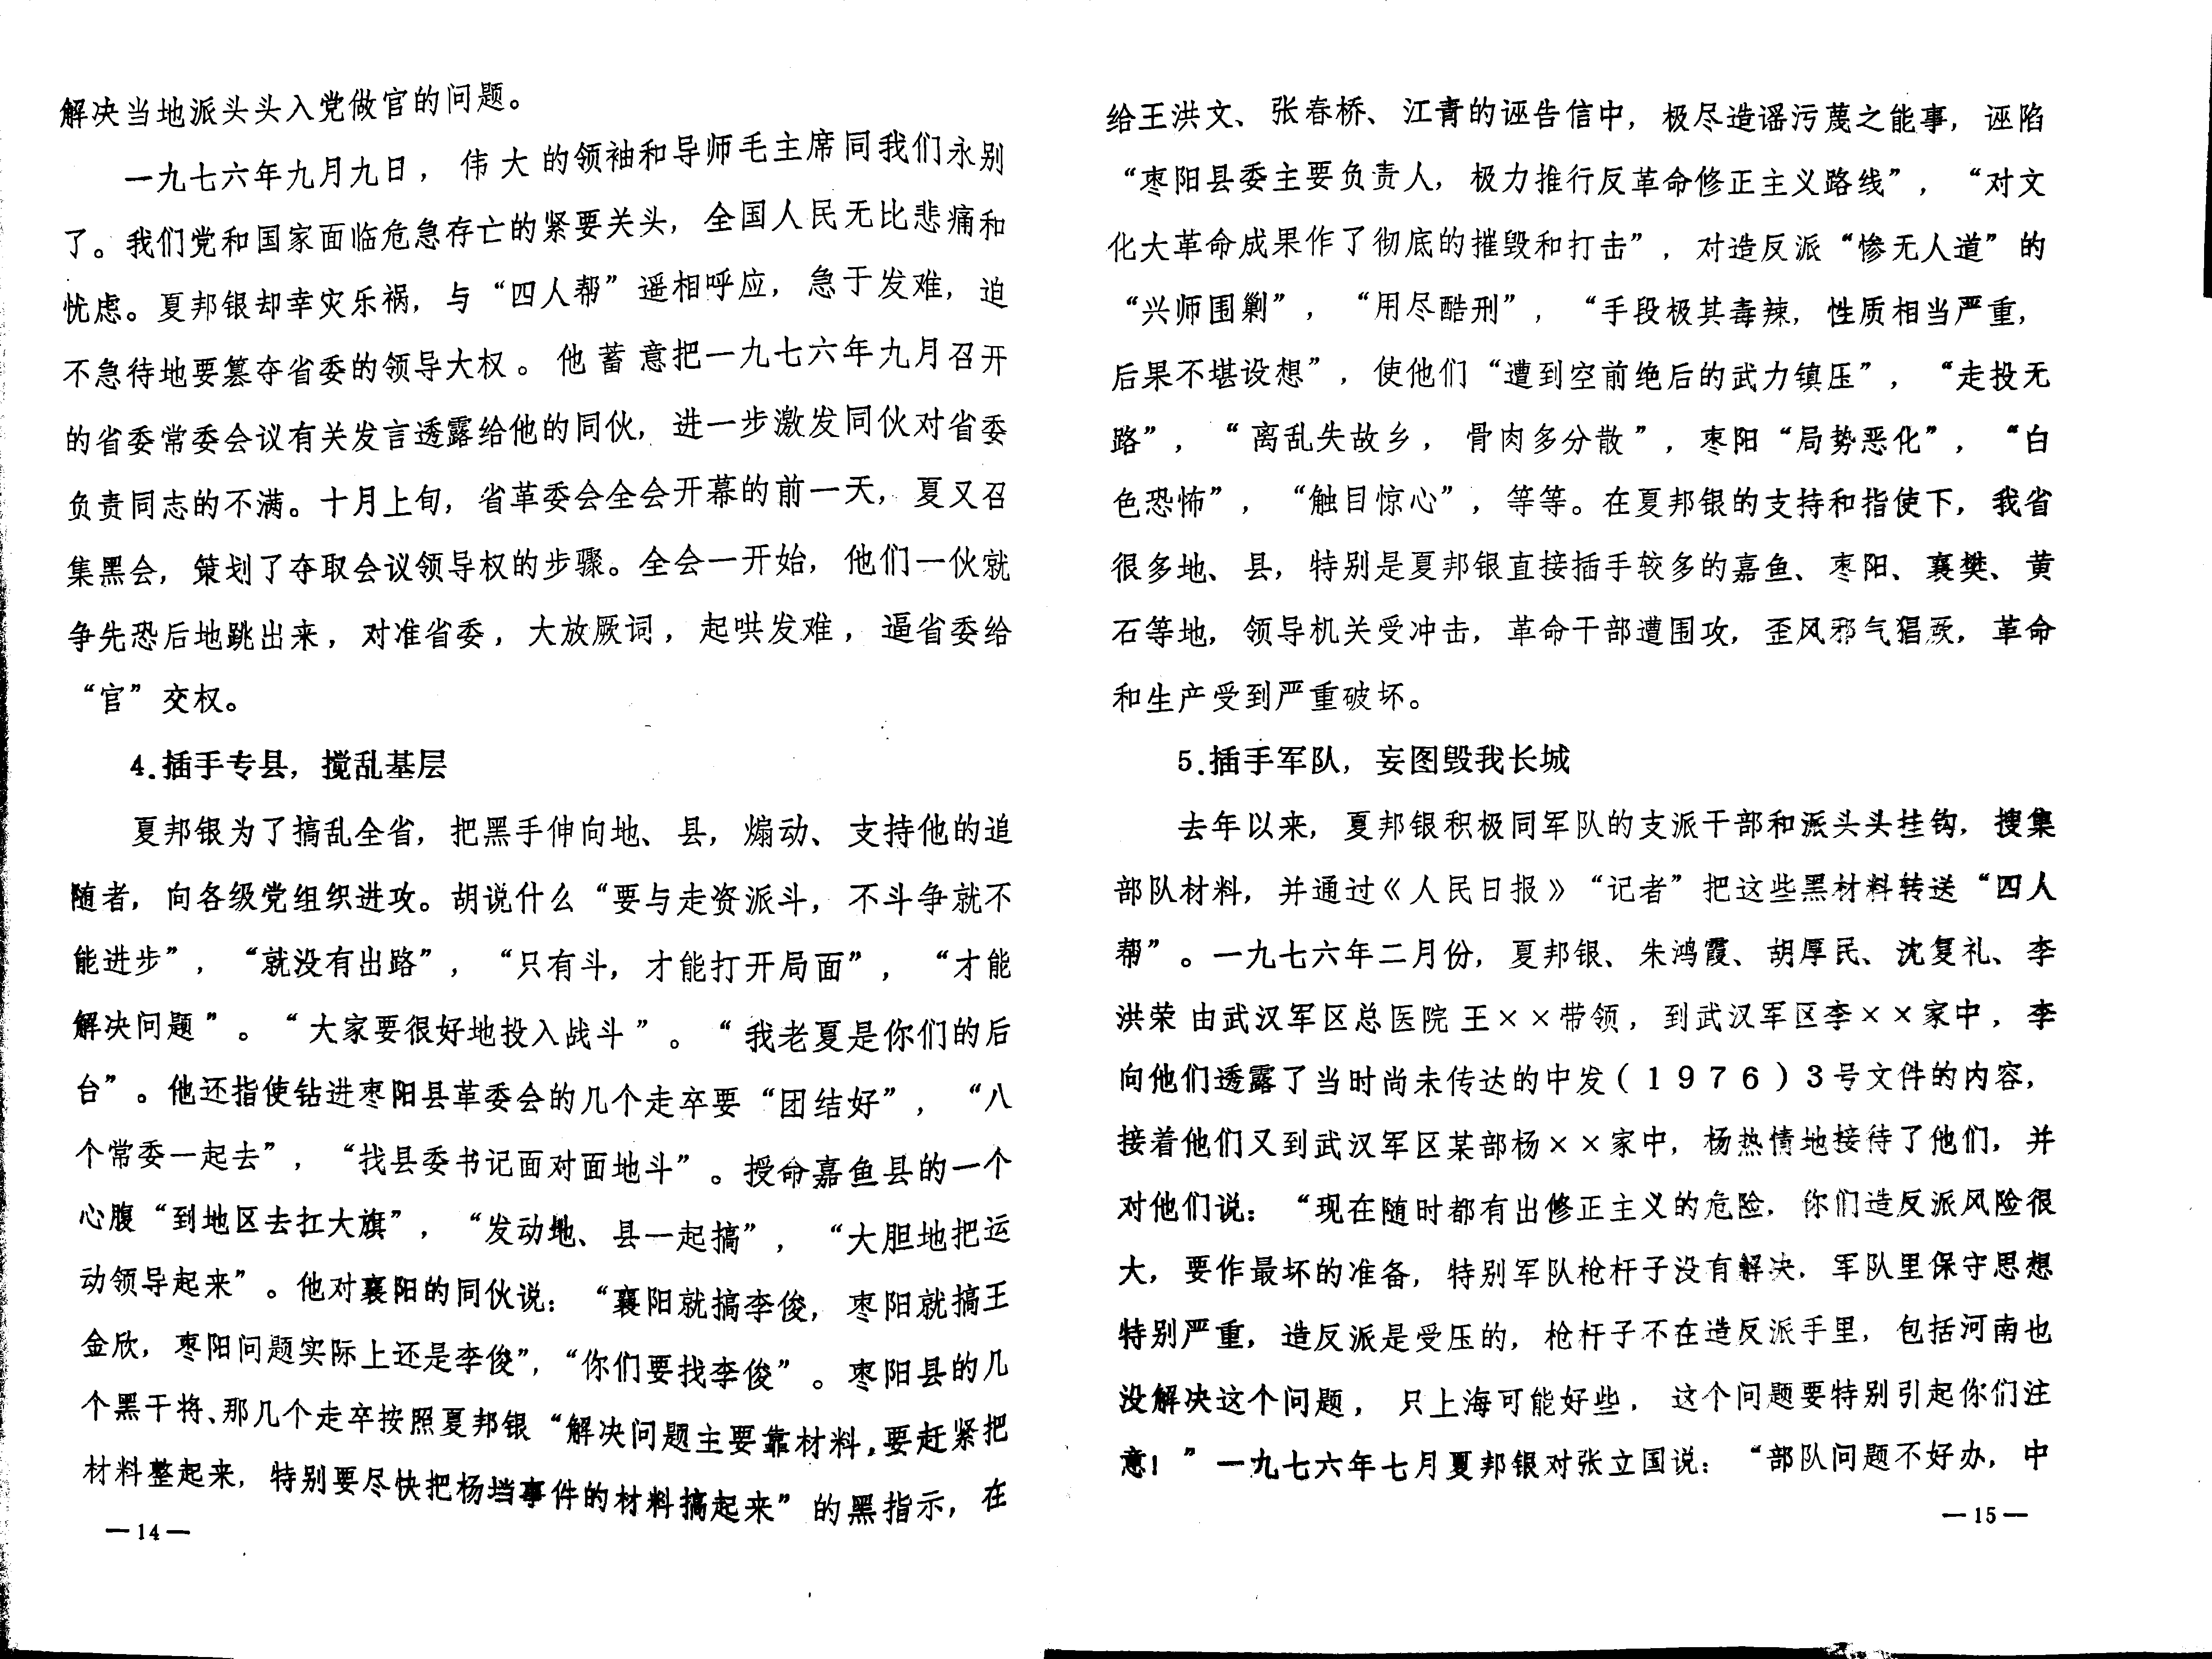 解决当地派头头入党做官的问题。
一九七六年九月九日，伟大的领袖和导师毛主席同我们永别
了。我们党和国家面临危急存亡的紧要关头，全国人民无比悲痛和
忧虑。夏邦银却幸灾乐祸，与“四人帮”遥相呼应，急于发难，迫
不急待地要篡夺省委的领导大权。他蓄意把一九七六年九月召开
的省委常委会议有关发言透露给他的同伙，进一步激发同伙对省委
负责同志的不满。十月上旬，省革委会全会开幕的前一天，夏又召
集黑会，策划了夺取会议领导权的步骤。全会一开始，他们一伙就
争先恐后地跳出来，对准省委，大放厥词，起哄发难，逼省委给
“官”交权。
4.插手专县，搅乱基层
夏邦银为了搞乱全省，把黑手伸向地、县，煽动、支持他的追
随者，向各级党组织进攻。胡说什么“要与走资派斗，不斗争就不
能进步”，“就没有出路”，“只有斗，才能打开局面”，“才能
解决问题”。“大家要很好地投入战斗”。“我老夏是你们的后
台”。他还指使钻进枣阳县革委会的几个走卒要“团结好”，“八
个常委一起去”，“找县委书记面对面地斗”。授命嘉鱼县的一个
心腹“到地区去扛大旗”，“发动地、县一起搞”，“大胆地把运
动领导起来”。他对襄阳的同伙说：“襄阳就搞李俊，枣阳就搞王
金欣，枣阳问题实际上还是李俊”，“你们要找李俊”。枣阳县的几
个黑干将、那几个走卒按照夏邦银“解决问题主要靠材料，要赶紧把
材料整起来，特别要尽快把杨垱事件的材料搞起来”的黑指示，在
—14—
给王洪文、张春桥、江青的诬告信中，极尽造谣污蔑之能事，诬陷
“枣阳县委主要负责人，极力推行反革命修正主义路线”，“对文
化大革命成果作了彻底的摧毁和打击”，对造反派“惨无人道”的
“兴师围剿”，“用尽酷刑”，“手段极其毒辣，性质相当严重，
后果不堪设想”，使他们“遭到空前绝后的武力镇压”，“走投无
路”，“离乱失故乡，骨肉多分散”，枣阳“局势恶化”，“白
色恐怖”，“触目惊心”，等等。在夏邦银的支持和指使下，我省
很多地、县，特别是夏邦银直接插手较多的嘉鱼、枣阳、襄樊、黄
石等地，领导机关受冲击，革命干部遭围攻，歪风邪气猖厥，革命
和生产受到严重破坏。
5.插手军队，妄图毁我长城
去年以来，夏邦银积极同军队的支派干部和派头头挂钩，搜集
部队材料，并通过《人民日报》“记者”把这些黑材料转送“四人
帮”。一九七六年二月份，夏邦银、朱鸿霞、胡厚民、沈复礼、李
洪荣由武汉军区总医院王××带领，到武汉军区李××家中，李
向他们透露了当时尚未传达的中发（1976）3号文件的内容，
接着他们又到武汉军区某部杨××家中，杨热情地接待了他们，并
对他们说：“现在随时都有出修正主义的危险，你们造反派风险很
大，要作最坏的准备，特别军队枪杆子没有解决，军队里保守思想
特别严重，造反派是受压的，枪杆子不在造反派手里，包括河南也
没解决这个问题，只上海可能好些，这个问题要特别引起你们注
意！”一九七六年七月夏邦银对张立国说：“部队问题不好办，中
—15—